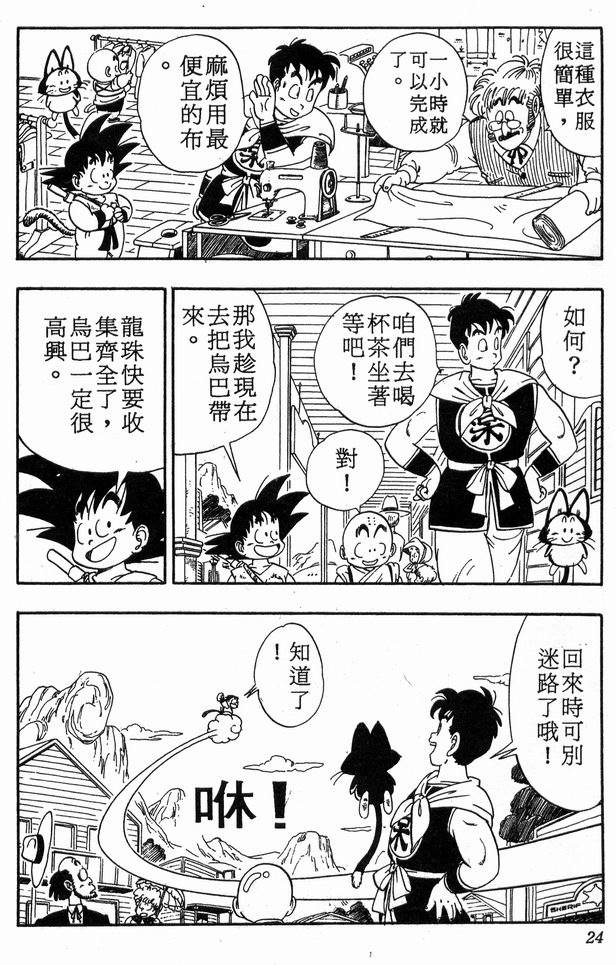 這種衣服
很簡單，
一小時就
可以完成
了。
麻煩用最
便宜的布
。
如何？
咱們去喝
杯茶坐著
等吧！
對！
那我趁現在
去把烏巴帶
來。
龍珠快要收
集齊全了，
烏巴一定很
高興。
回來時可別
迷路了哦！
知道了
！
咻！
SHERIF
24